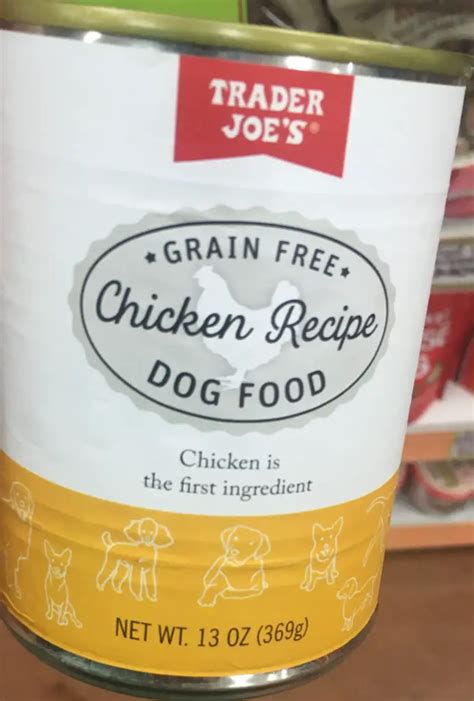 TRADER
JOE'S®
★ GRAIN FREE ★
Chicken Recipe
DOG FOOD
Chicken is
the first ingredient
NET WT. 13 OZ (369g)